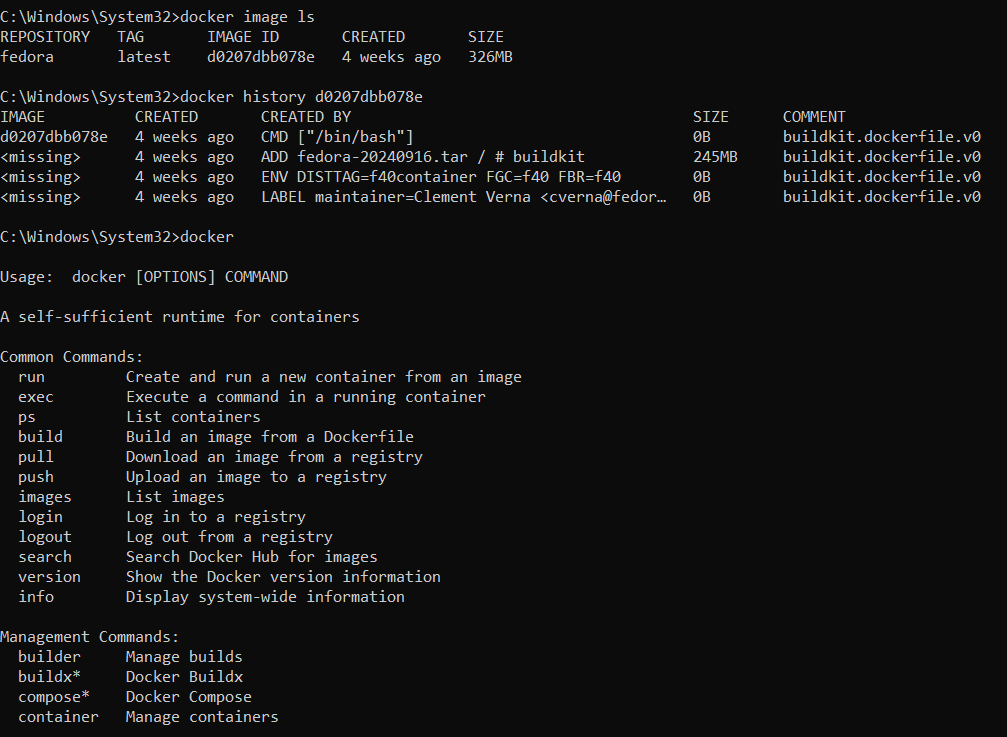 C:\Windows\System32>docker image ls
REPOSITORY   TAG       IMAGE ID       CREATED       SIZE
fedora       latest    d0207dbb078e   4 weeks ago   326MB

C:\Windows\System32>docker history d0207dbb078e
IMAGE          CREATED       CREATED BY                                      SIZE     COMMENT
d0207dbb078e   4 weeks ago   CMD ["/bin/bash"]                               0B       buildkit.dockerfile.v0
<missing>      4 weeks ago   ADD fedora-20240916.tar / # buildkit            245MB    buildkit.dockerfile.v0
<missing>      4 weeks ago   ENV DISTTAG=f40container FGC=f40 FBR=f40        0B       buildkit.dockerfile.v0
<missing>      4 weeks ago   LABEL maintainer=Clement Verna <cverna@fedor…   0B       buildkit.dockerfile.v0

C:\Windows\System32>docker

Usage:  docker [OPTIONS] COMMAND

A self-sufficient runtime for containers

Common Commands:
  run         Create and run a new container from an image
  exec        Execute a command in a running container
  ps          List containers
  build       Build an image from a Dockerfile
  pull        Download an image from a registry
  push        Upload an image to a registry
  images      List images
  login       Log in to a registry
  logout      Log out from a registry
  search      Search Docker Hub for images
  version     Show the Docker version information
  info        Display system-wide information

Management Commands:
  builder     Manage builds
  buildx*     Docker Buildx
  compose*    Docker Compose
  container   Manage containers